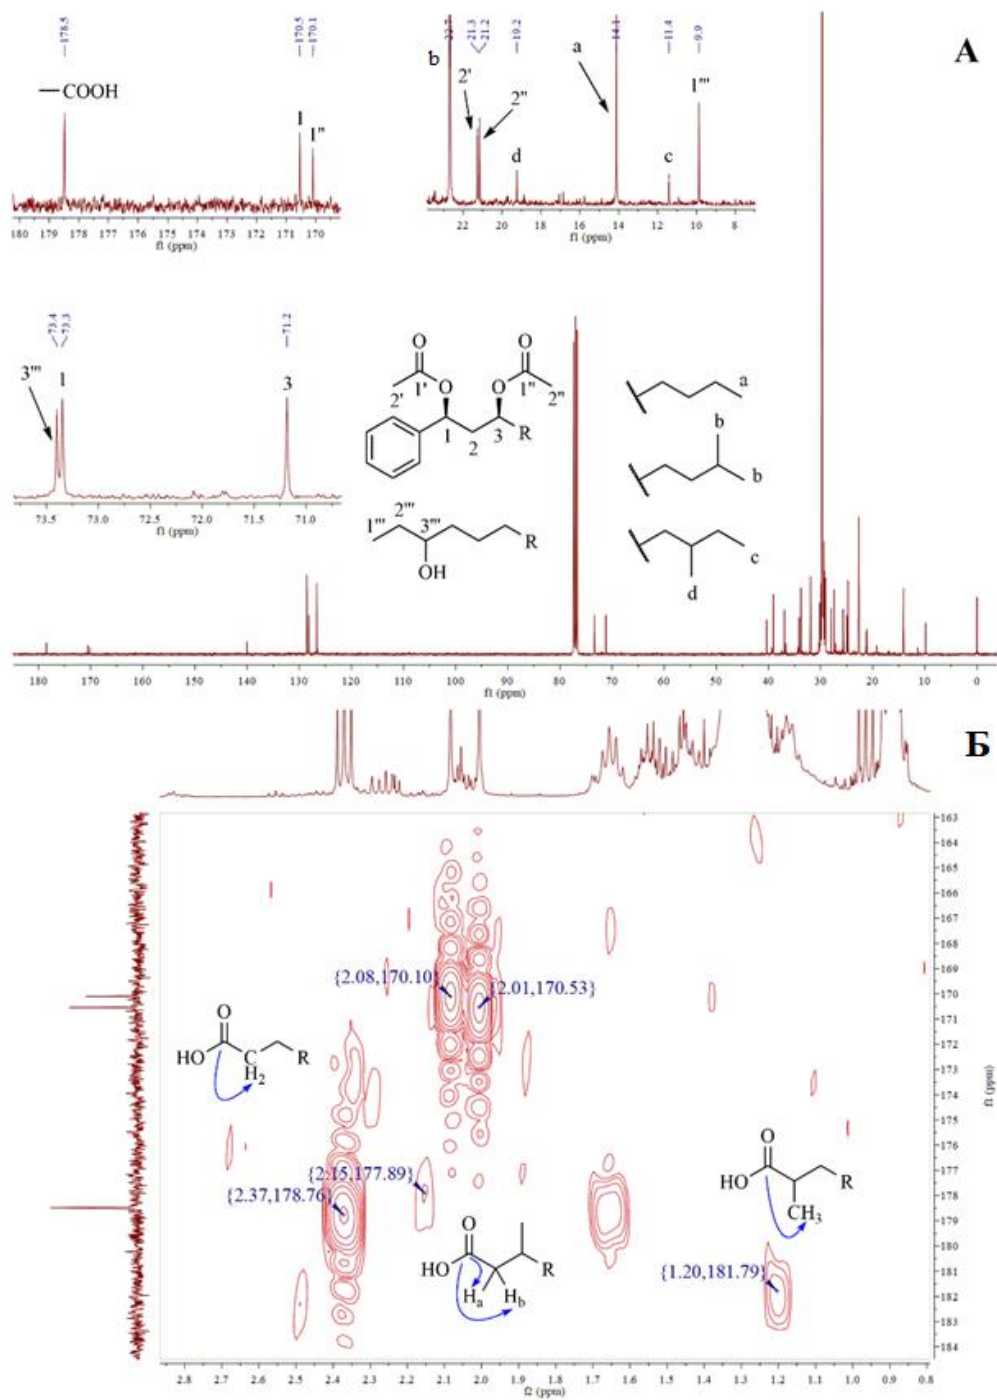 А
178.5 170.5 170.1
—COOH
1 1"
180 179 178 177 176 175 174 173 172 171 170
f1 (ppm)
22.7 21.3 21.2 19.2 14.1 11.4 9.9
b 2' 2" d a c 1'''
22 20 18 16 14 12 10 8
f1 (ppm)
73.4 73.3 71.2
3''' 1 3
73.5 73.0 72.5 72.0 71.5 71.0
f1 (ppm)
O O
1' O O 1"
2' 2"
1 2 3 R
2'''
1''' 3''' R
OH
a
b
b
c
d
180 170 160 150 140 130 120 110 100 90 80 70 60 50 40 30 20 10 0
f1 (ppm)
Б
{2.08,170.10} {2.01,170.53}
O
HO C R
H2
{2.15,177.89}
{2.37,178.76}
O
HO R
Ha Hb
O
HO R
CH3
{1.20,181.79}
163
164
165
166
167
168
169
170
171
172
173
174
175
176
177
178
179
180
181
182
183
184
f1 (ppm)
2.8 2.7 2.6 2.5 2.4 2.3 2.2 2.1 2.0 1.9 1.8 1.7 1.6 1.5 1.4 1.3 1.2 1.1 1.0 0.9 0.8
f2 (ppm)